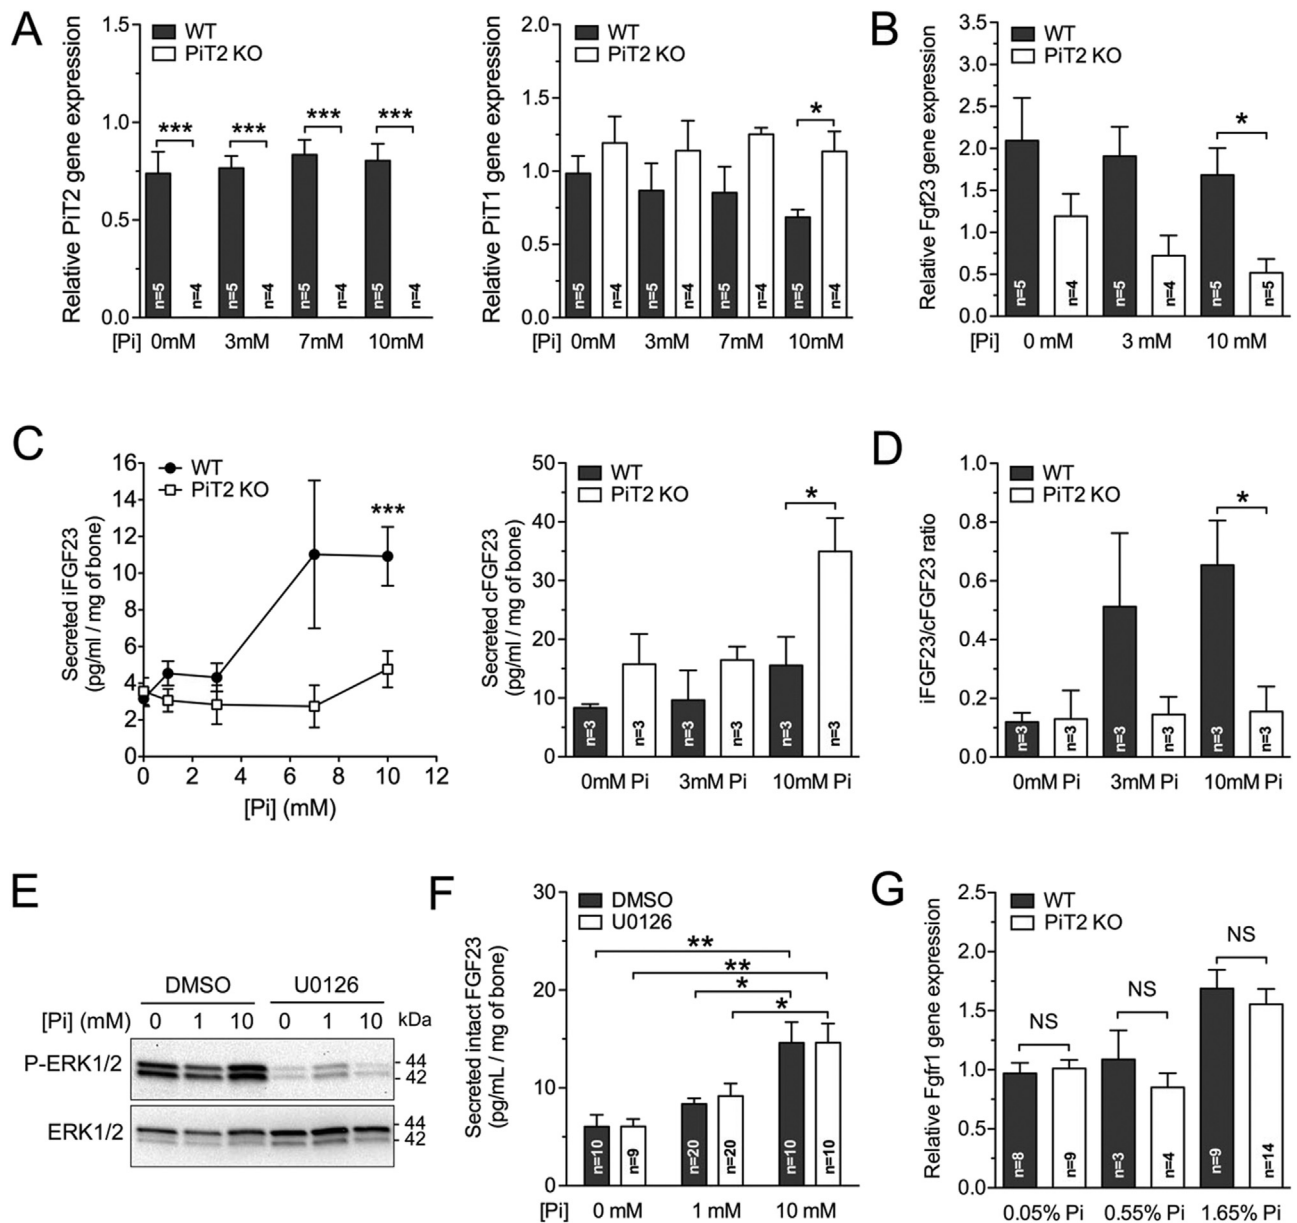 A
Relative PiT2 gene expression
1.5
1.0
0.5
0.0
WT
PiT2 KO
***
***
***
***
n=5
n=4
n=5
n=4
n=5
n=4
n=5
n=4
[Pi] 0mM 3mM 7mM 10mM
Relative PiT1 gene expression
2.0
1.5
1.0
0.5
0.0
WT
PiT2 KO
*
n=5
n=4
n=5
n=4
n=5
n=4
n=5
n=4
[Pi] 0mM 3mM 7mM 10mM
B
Relative Fgf23 gene expression
3.5
3.0
2.5
2.0
1.5
1.0
0.5
0.0
WT
PiT2 KO
*
n=5
n=4
n=5
n=4
n=5
n=5
[Pi] 0 mM 3 mM 10 mM
C
Secreted iFGF23
(pg/ml / mg of bone)
16
14
12
10
8
6
4
2
0
WT
PiT2 KO
***
0 2 4 6 8 10 12
[Pi] (mM)
Secreted cFGF23
(pg/ml / mg of bone)
50
40
30
20
10
0
WT
PiT2 KO
*
n=3
n=3
n=3
n=3
n=3
n=3
0mM Pi 3mM Pi 10mM Pi
D
iFGF23/cFGF23 ratio
1.0
0.8
0.6
0.4
0.2
0.0
WT
PiT2 KO
*
n=3
n=3
n=3
n=3
n=3
n=3
0mM Pi 3mM Pi 10mM Pi
E
DMSO U0126
[Pi] (mM) 0 1 10 0 1 10 kDa
P-ERK1/2
44
42
ERK1/2
44
42
F
Secreted intact FGF23
(pg/mL / mg of bone)
30
20
10
0
DMSO
U0126
**
**
*
*
n=10
n=9
n=20
n=20
n=10
n=10
[Pi] 0 mM 1 mM 10 mM
G
Relative Fgfr1 gene expression
2.5
2.0
1.5
1.0
0.5
0.0
WT
PiT2 KO
NS
NS
NS
n=8
n=9
n=3
n=4
n=9
n=14
0.05% Pi 0.55% Pi 1.65% Pi